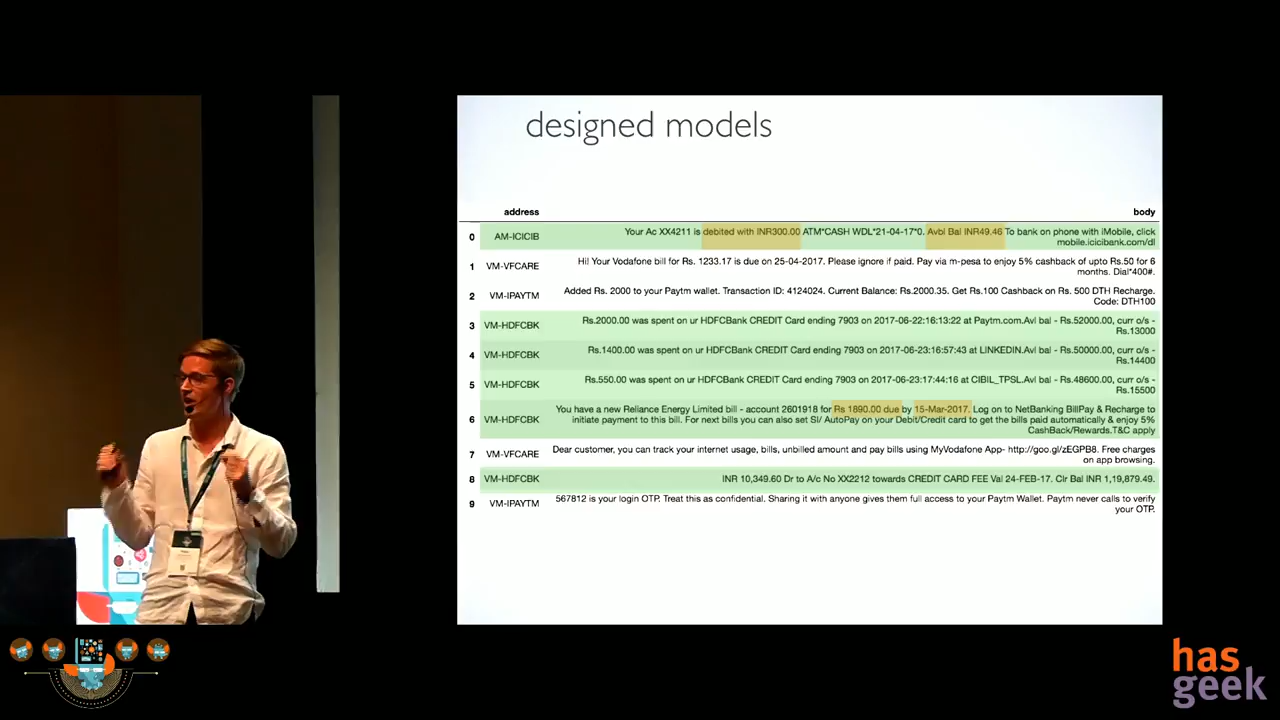 designed models
address body
0 AM-ICICIB Your Ac XX4211 is debited with INR300.00 ATM*CASH WDL*21-04-17*0. Avbl Bal INR49.46 To bank on phone with iMobile, click
mobile.icicibank.com/dl
1 VM-VFCARE Hi! Your Vodafone bill for Rs. 1233.17 is due on 25-04-2017. Please ignore if paid. Pay via m-pesa to enjoy 5% cashback of upto Rs.50 for 6
months. Dial*400#.
2 VM-IPAYTM Added Rs. 2000 to your Paytm wallet. Transaction ID: 4124024. Current Balance: Rs.2000.35. Get Rs.100 Cashback on Rs. 500 DTH Recharge.
Code: DTH100
3 VM-HDFCBK Rs.2000.00 was spent on ur HDFCBank CREDIT Card ending 7903 on 2017-06-22:16:13:22 at Paytm.com.Avl bal - Rs.52000.00, curr o/s -
Rs.13000
4 VM-HDFCBK Rs.1400.00 was spent on ur HDFCBank CREDIT Card ending 7903 on 2017-06-23:16:57:43 at LINKEDIN.Avl bal - Rs.50000.00, curr o/s -
Rs.14400
5 VM-HDFCBK Rs.550.00 was spent on ur HDFCBank CREDIT Card ending 7903 on 2017-06-23:17:44:16 at CIBIL_TPSL.Avl bal - Rs.48600.00, curr o/s -
Rs.15500
6 VM-HDFCBK You have a new Reliance Energy Limited bill - account 2601918 for Rs 1890.00 due by 15-Mar-2017. Log on to NetBanking BillPay & Recharge to
initiate payment to this bill. For next bills you can also set SI/ AutoPay on your Debit/Credit card to get the bills paid automatically & enjoy 5%
CashBack/Rewards.T&C apply
7 VM-VFCARE Dear customer, you can track your internet usage, bills, unbilled amount and pay bills using MyVodafone App- http://goo.gl/zEGPB8. Free charges
on app browsing.
8 VM-HDFCBK INR 10,349.60 Dr to A/c No XX2212 towards CREDIT CARD FEE Val 24-FEB-17. Clr Bal INR 1,19,879.49.
9 VM-IPAYTM 567812 is your login OTP. Treat this as confidential. Sharing it with anyone gives them full access to your Paytm Wallet. Paytm never calls to verify
your OTP.
has
geek